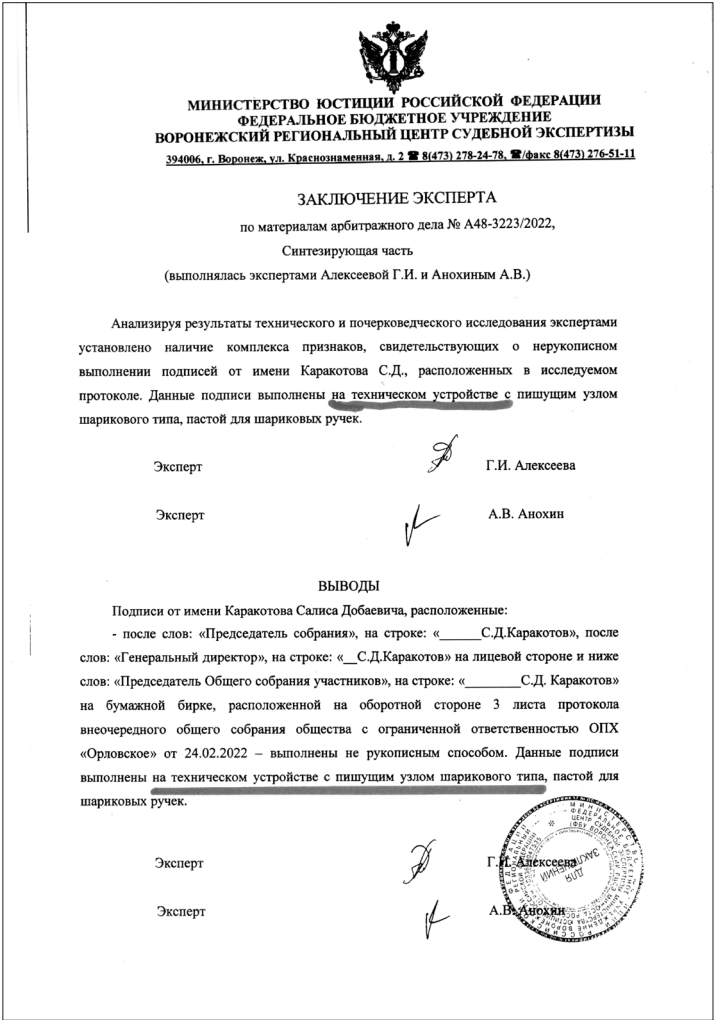 МИНИСТЕРСТВО ЮСТИЦИИ РОССИЙСКОЙ ФЕДЕРАЦИИ
ФЕДЕРАЛЬНОЕ БЮДЖЕТНОЕ УЧРЕЖДЕНИЕ
ВОРОНЕЖСКИЙ РЕГИОНАЛЬНЫЙ ЦЕНТР СУДЕБНОЙ ЭКСПЕРТИЗЫ
394006, г. Воронеж, ул. Краснознаменная, д. 2 ☎ 8(473) 278-24-78, ☎/факс 8(473) 276-51-11
ЗАКЛЮЧЕНИЕ ЭКСПЕРТА
по материалам арбитражного дела № А48-3223/2022,
Синтезирующая часть
(выполнялась экспертами Алексеевой Г.И. и Анохиным А.В.)
Анализируя результаты технического и почерковедческого исследования экспертами
установлено наличие комплекса признаков, свидетельствующих о нерукописном
выполнении подписей от имени Каракотова С.Д., расположенных в исследуемом
протоколе. Данные подписи выполнены на техническом устройстве с пишущим узлом
шарикового типа, пастой для шариковых ручек.
Эксперт Г.И. Алексеева
Эксперт А.В. Анохин
ВЫВОДЫ
Подписи от имени Каракотова Салиса Добаевича, расположенные:
- после слов: «Председатель собрания», на строке: «______С.Д.Каракотов», после
слов: «Генеральный директор», на строке: «__С.Д.Каракотов» на лицевой стороне и ниже
слов: «Председатель Общего собрания участников», на строке: «________С.Д. Каракотов»
на бумажной бирке, расположенной на оборотной стороне 3 листа протокола
внеочередного общего собрания общества с ограниченной ответственностью ОПХ
«Орловское» от 24.02.2022 – выполнены не рукописным способом. Данные подписи
выполнены на техническом устройстве с пишущим узлом шарикового типа, пастой для
шариковых ручек.
Эксперт Г.И. Алексеева
Эксперт А.В. Анохин
ДЛЯ
ЗАКЛЮЧЕНИЙ